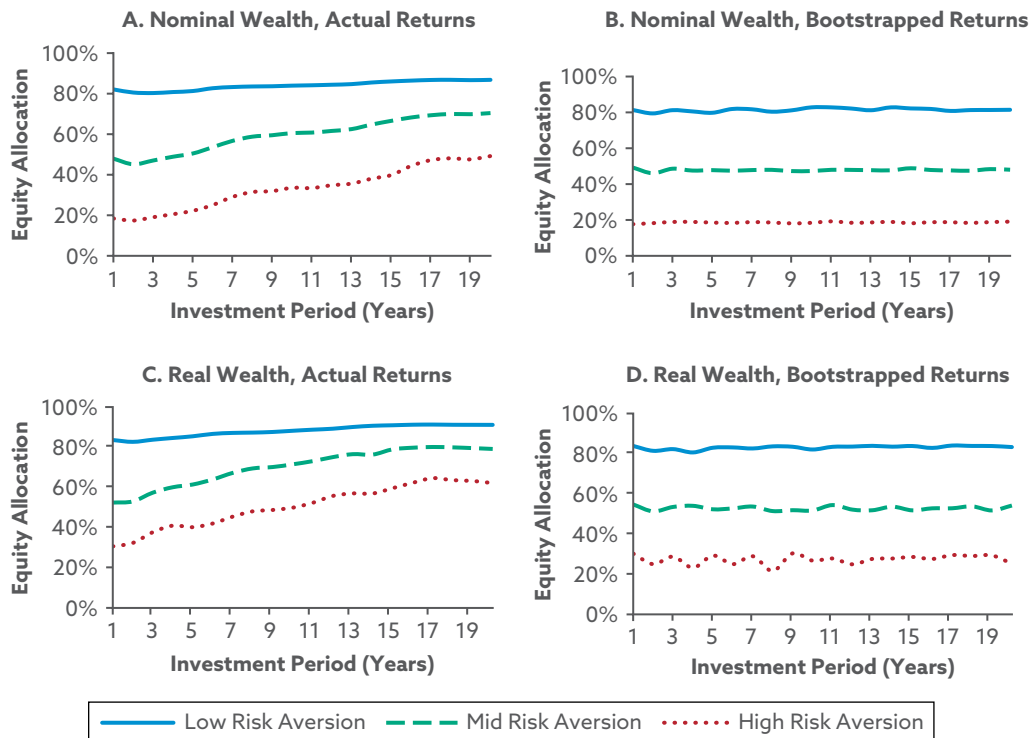 A. Nominal Wealth, Actual Returns
Equity Allocation
100%
80%
60%
40%
20%
0%
1 3 5 7 9 11 13 15 17 19
Investment Period (Years)
B. Nominal Wealth, Bootstrapped Returns
Equity Allocation
100%
80%
60%
40%
20%
0%
1 3 5 7 9 11 13 15 17 19
Investment Period (Years)
C. Real Wealth, Actual Returns
Equity Allocation
100%
80%
60%
40%
20%
0%
1 3 5 7 9 11 13 15 17 19
Investment Period (Years)
D. Real Wealth, Bootstrapped Returns
Equity Allocation
100%
80%
60%
40%
20%
0%
1 3 5 7 9 11 13 15 17 19
Investment Period (Years)
Low Risk Aversion Mid Risk Aversion High Risk Aversion